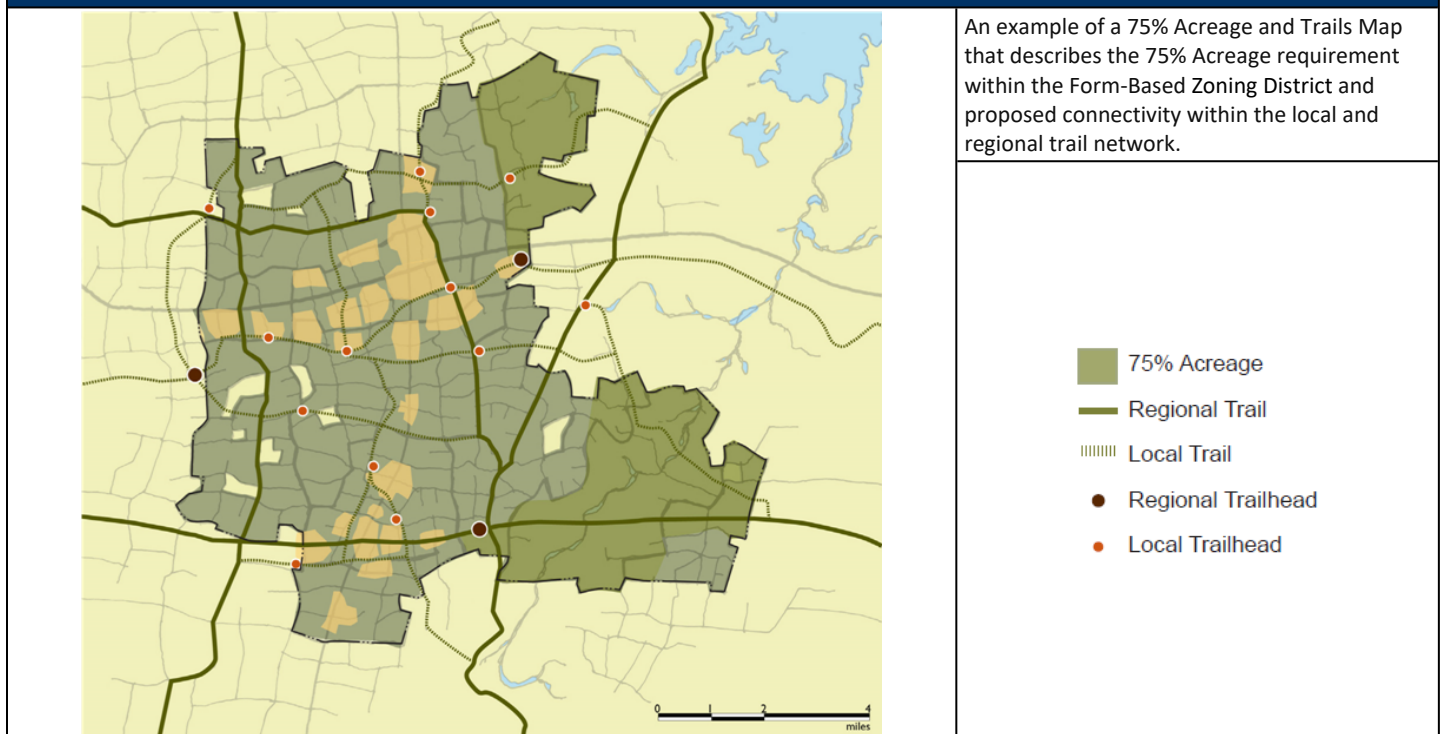 An example of a 75% Acreage and Trails Map
that describes the 75% Acreage requirement
within the Form-Based Zoning District and
proposed connectivity within the local and
regional trail network.
75% Acreage
Regional Trail
Local Trail
Regional Trailhead
Local Trailhead
0 1 2 4
miles